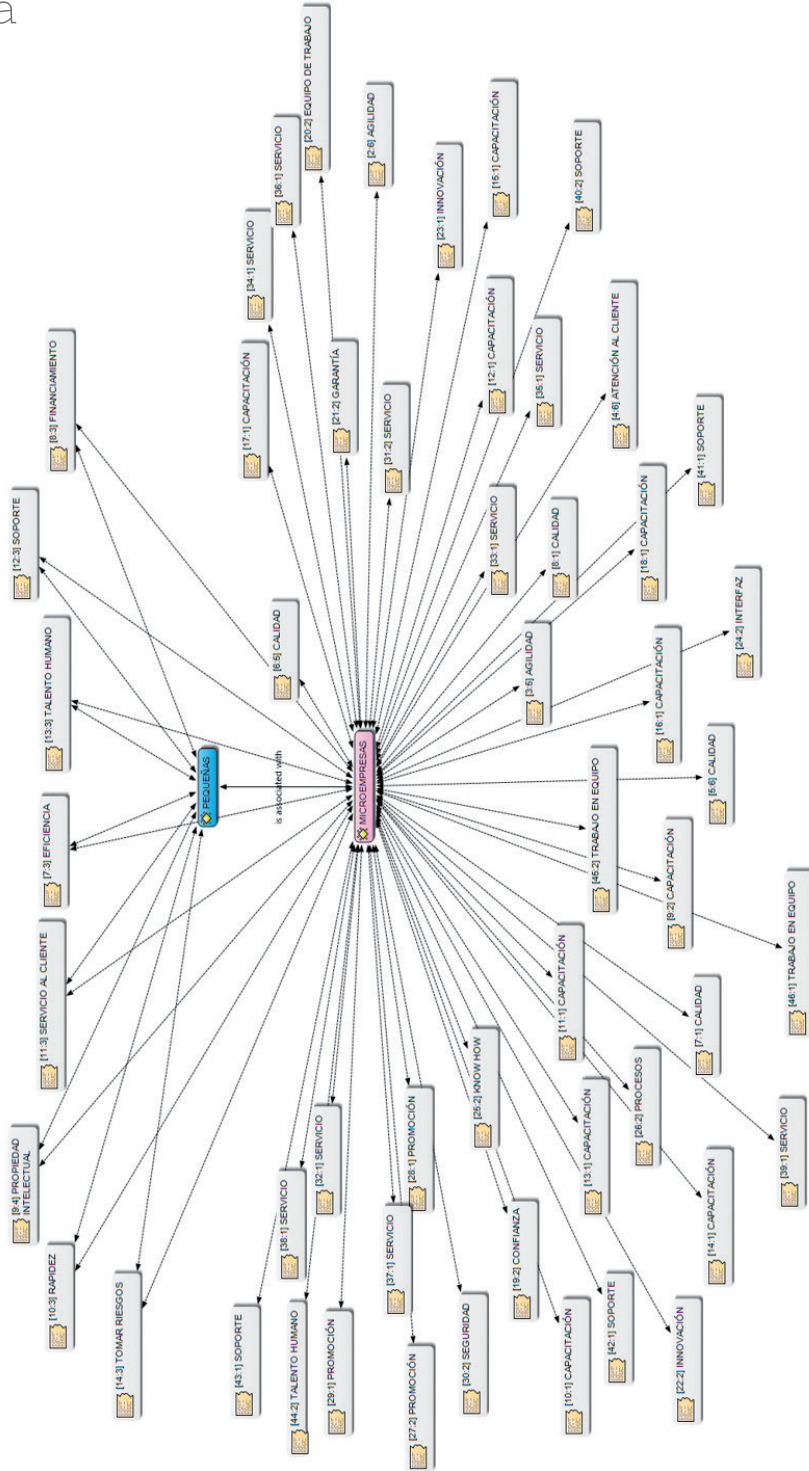 a
[20:2] EQUIPO DE TRABAJO
[36:1] SERVICIO
[2:6] AGILIDAD
[34:1] SERVICIO
[15:1] CAPACITACIÓN
[23:1] INNOVACIÓN
[40:2] SOPORTE
[8:3] FINANCIAMIENTO
[17:1] CAPACITACIÓN
[21:2] GARANTÍA
[31:2] SERVICIO
[12:1] CAPACITACIÓN
[35:1] SERVICIO
[4:6] ATENCIÓN AL CLIENTE
[12:3] SOPORTE
[33:1] SERVICIO
[8:1] CALIDAD
[18:1] CAPACITACIÓN
[41:1] SOPORTE
[13:3] TALENTO HUMANO
[6:5] CALIDAD
[3:5] AGILIDAD
[16:1] CAPACITACIÓN
[24:2] INTERFAZ
PEQUEÑAS
is associated with
MICROEMPRESAS
[7:3] EFICIENCIA
[45:2] TRABAJO EN EQUIPO
[5:6] CALIDAD
[9:2] CAPACITACIÓN
[46:1] TRABAJO EN EQUIPO
[11:3] SERVICIO AL CLIENTE
[11:1] CAPACITACIÓN
[7:1] CALIDAD
[9:4] PROPIEDAD
INTELECTUAL
[25:2] KNOW HOW
[26:2] PROCESOS
[28:1] PROMOCIÓN
[32:1] SERVICIO
[13:1] CAPACITACIÓN
[39:1] SERVICIO
[10:3] RAPIDEZ
[38:1] SERVICIO
[37:1] SERVICIO
[14:1] CAPACITACIÓN
[14:3] TOMAR RIESGOS
[19:2] CONFIANZA
[43:1] SOPORTE
[44:2] TALENTO HUMANO
[29:1] PROMOCIÓN
[27:2] PROMOCIÓN
[30:2] SEGURIDAD
[10:1] CAPACITACIÓN
[42:1] SOPORTE
[22:2] INNOVACIÓN